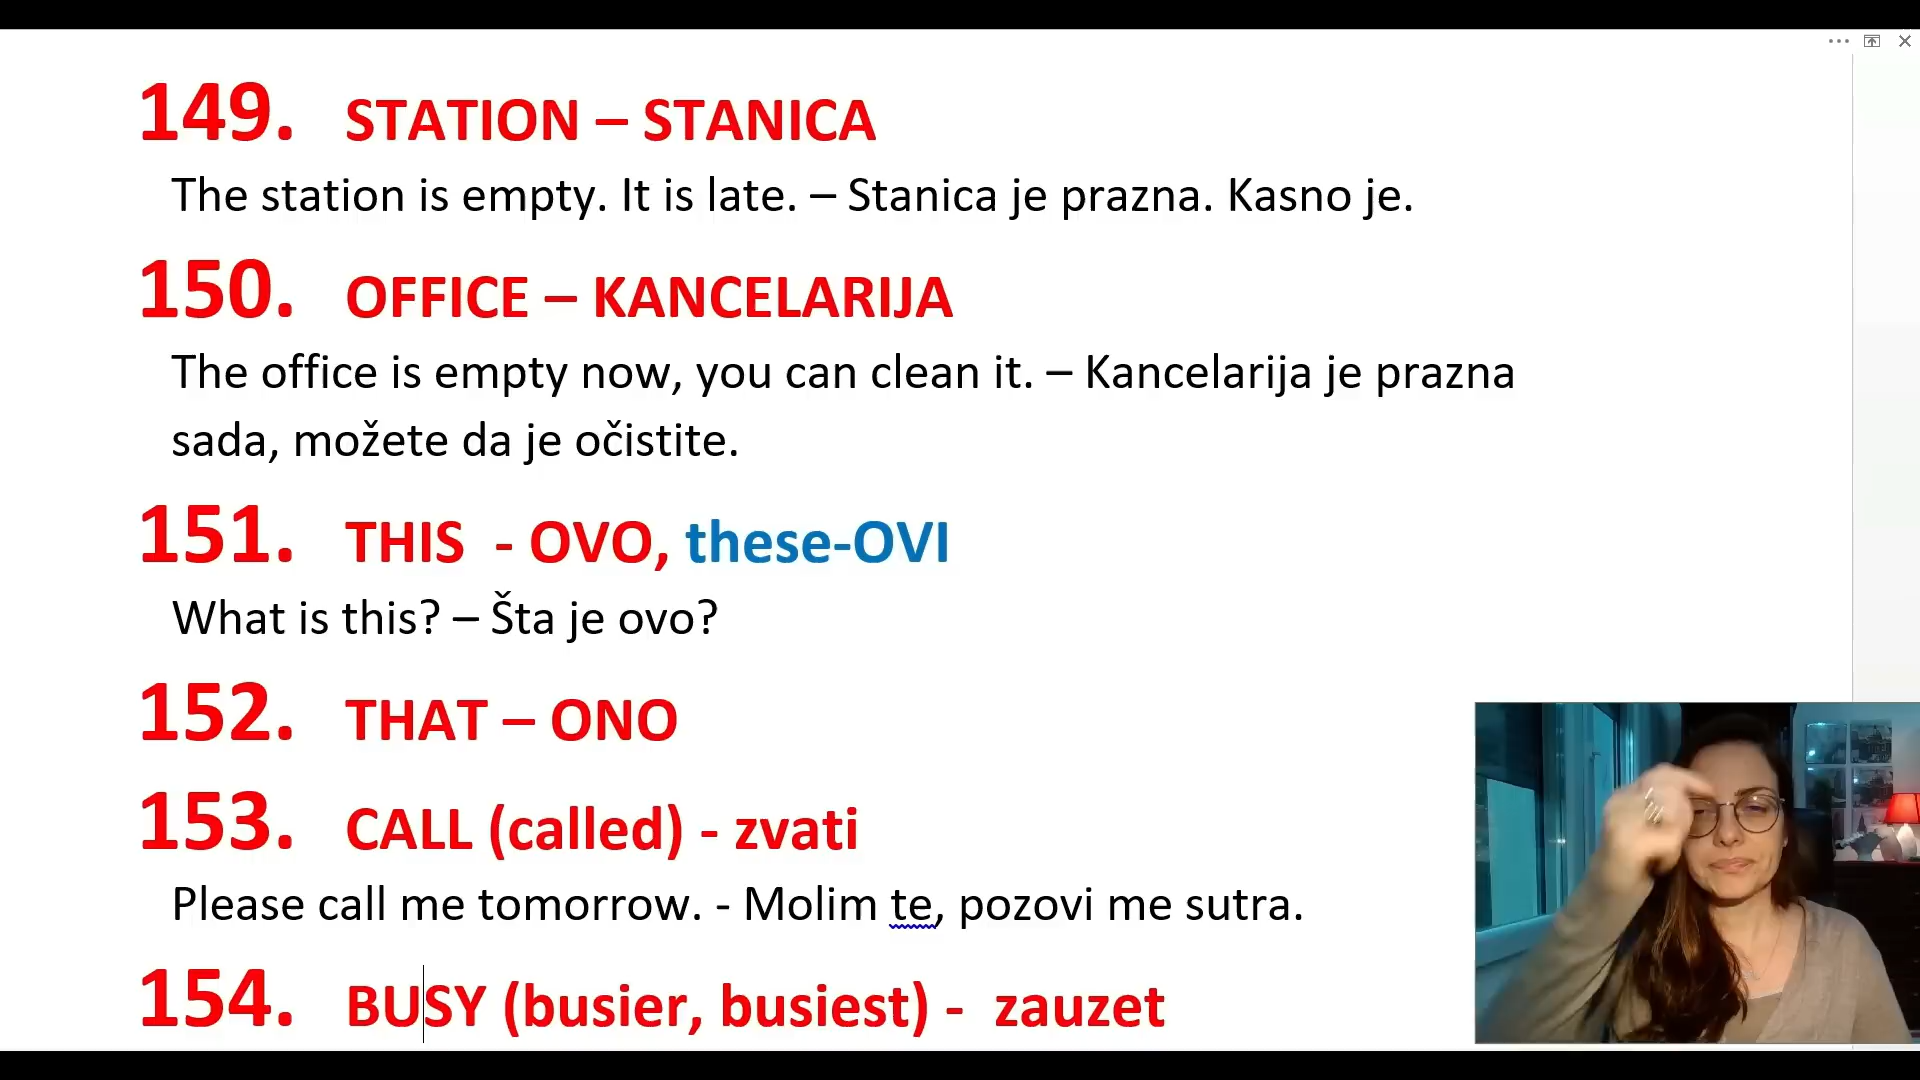 149. STATION – STANICA
The station is empty. It is late. – Stanica je prazna. Kasno je.
150. OFFICE – KANCELARIJA
The office is empty now, you can clean it. – Kancelarija je prazna
sada, možete da je očistite.
151. THIS - OVO, these-OVI
What is this? – Šta je ovo?
152. THAT – ONO
153. CALL (called) - zvati
Please call me tomorrow. - Molim te, pozovi me sutra.
154. BUSY (busier, busiest) - zauzet